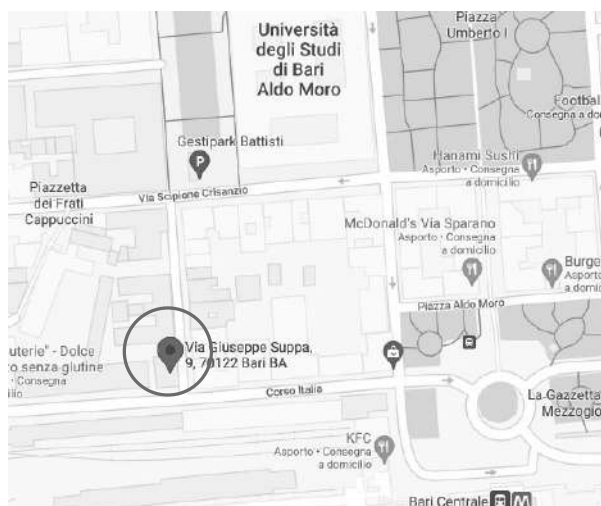 Piazza
Umberto I
Università
degli Studi
di Bari
Aldo Moro
Football
Consegna a do
Gestipark Battisti
P
Hanami Sushi
Asporto • Consegna
a domicilio
Via Scipione Crisanzio
Piazzetta
dei Frati
Cappuccini
McDonald's Via Sparano
Asporto • Consegna
a domicilio
Burge
Asporto
a domi
Piazza Aldo Moro
Via Giuseppe Suppa,
9, 70122 Bari BA
uterie" - Dolce
o senza glutine
• Consegna
ilio
Corso Italia
La Gazzetta
Mezzogio
KFC
Asporto • Consegna
a domicilio
Bari Centrale
M